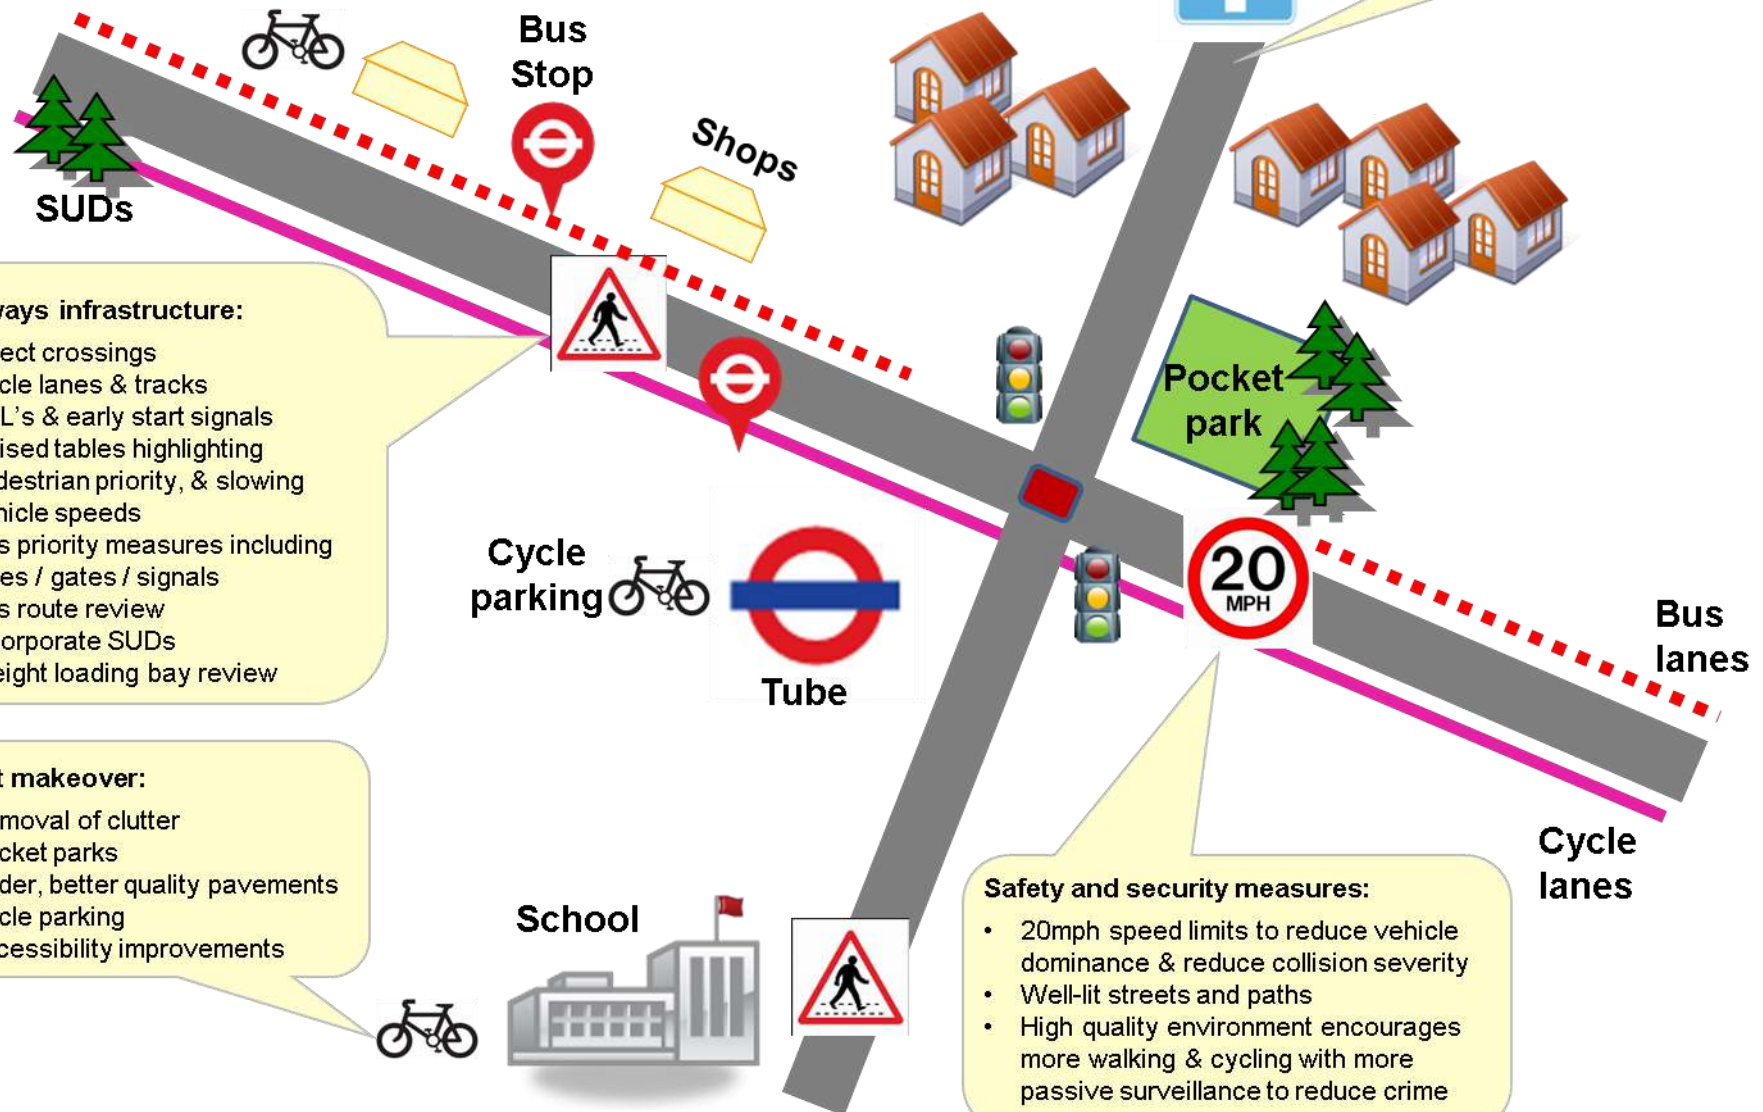 Bus
Stop
Shops
SUDs
ways infrastructure:
ect crossings
cle lanes & tracks
L's & early start signals
ised tables highlighting
destrian priority, & slowing
hicle speeds
s priority measures including
es / gates / signals
s route review
corporate SUDs
eight loading bay review
Pocket
park
Cycle
parking
Tube
20
MPH
Bus
lanes
Cycle
lanes
t makeover:
moval of clutter
cket parks
der, better quality pavements
cle parking
cessibility improvements
School
Safety and security measures:
• 20mph speed limits to reduce vehicle
dominance & reduce collision severity
• Well-lit streets and paths
• High quality environment encourages
more walking & cycling with more
passive surveillance to reduce crime